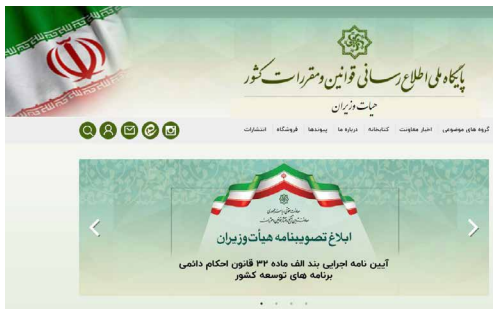 پایگاه ملی اطلاع رسانی قوانین و مقررات کشور
هیات وزیران
گروه های موضوعی اخبار معاونت کتابخانه درباره ما پیوندها فروشگاه انتشارات
ابلاغ تصویبنامه هیأت وزیران
آیین نامه اجرایی بند الف ماده ۳۲ قانون احکام دائمی
برنامه های توسعه کشور